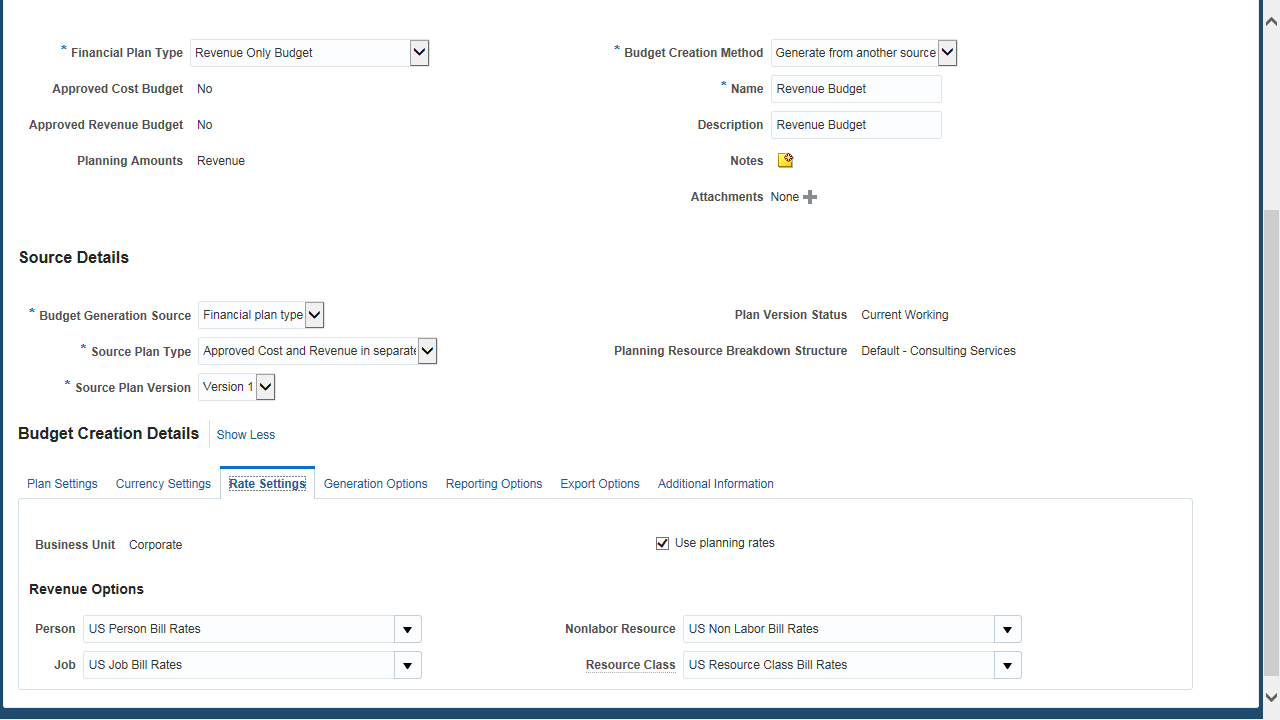 * Financial Plan Type Revenue Only Budget
* Budget Creation Method Generate from another source
Approved Cost Budget No
* Name Revenue Budget
Approved Revenue Budget No
Description Revenue Budget
Planning Amounts Revenue
Notes
Attachments None
Source Details
* Budget Generation Source Financial plan type
Plan Version Status Current Working
* Source Plan Type Approved Cost and Revenue in separate
Planning Resource Breakdown Structure Default - Consulting Services
* Source Plan Version Version 1
Budget Creation Details Show Less
Plan Settings Currency Settings Rate Settings Generation Options Reporting Options Export Options Additional Information
Business Unit Corporate
Use planning rates
Revenue Options
Person US Person Bill Rates
Nonlabor Resource US Non Labor Bill Rates
Job US Job Bill Rates
Resource Class US Resource Class Bill Rates